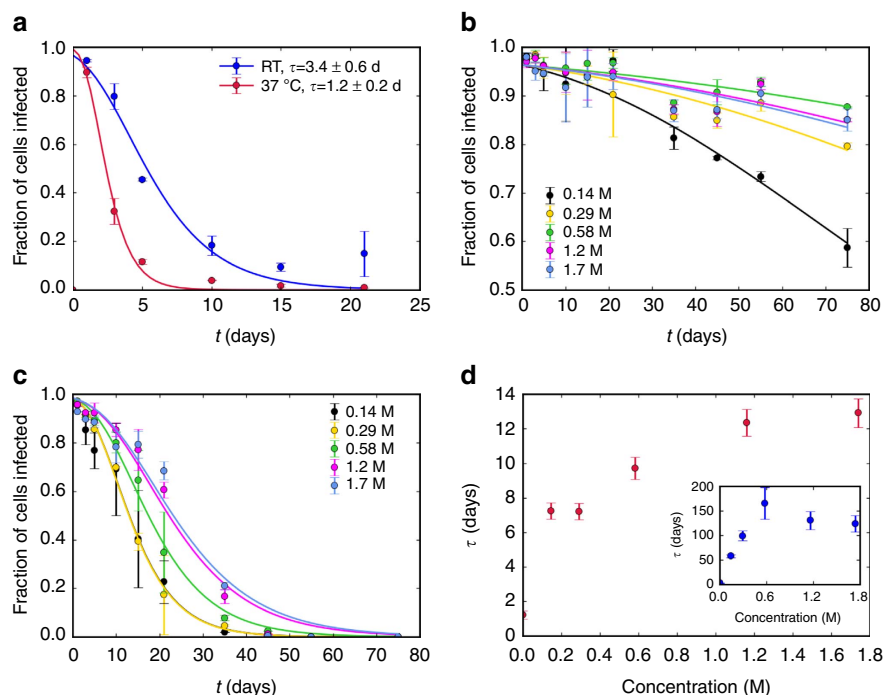 a
Fraction of cells infected
1.0
0.8
0.6
0.4
0.2
0.0
0
5
10
15
20
25
t (days)
RT, τ=3.4 ± 0.6 d
37 °C, τ=1.2 ± 0.2 d
b
Fraction of cells infected
1.0
0.9
0.8
0.7
0.6
0.5
0
10
20
30
40
50
60
70
80
t (days)
0.14 M
0.29 M
0.58 M
1.2 M
1.7 M
c
Fraction of cells infected
1.0
0.8
0.6
0.4
0.2
0.0
0
10
20
30
40
50
60
70
80
t (days)
0.14 M
0.29 M
0.58 M
1.2 M
1.7 M
d
τ (days)
14
12
10
8
6
4
2
0
0.0
0.2
0.4
0.6
0.8
1.0
1.2
1.4
1.6
1.8
Concentration (M)
τ (days)
200
150
100
50
0
0.0
0.6
1.2
1.8
Concentration (M)